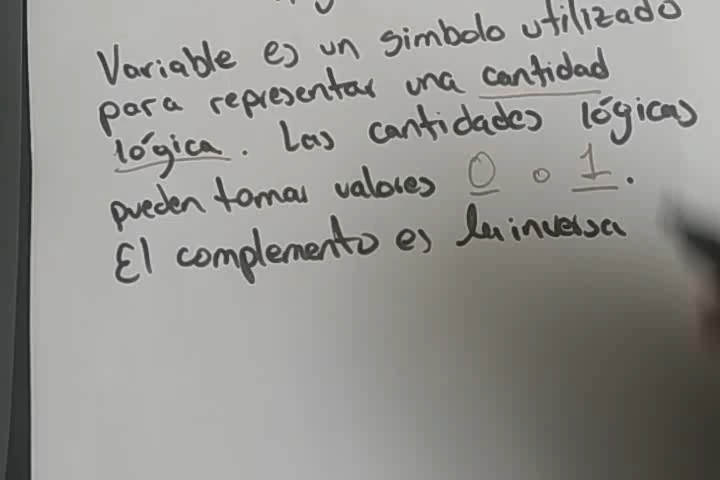 Variable es un simbolo utilizado
para representar una cantidad
lógica. Las cantidades lógicas
pueden tomar valores 0 o 1.
El complemento es la inversa